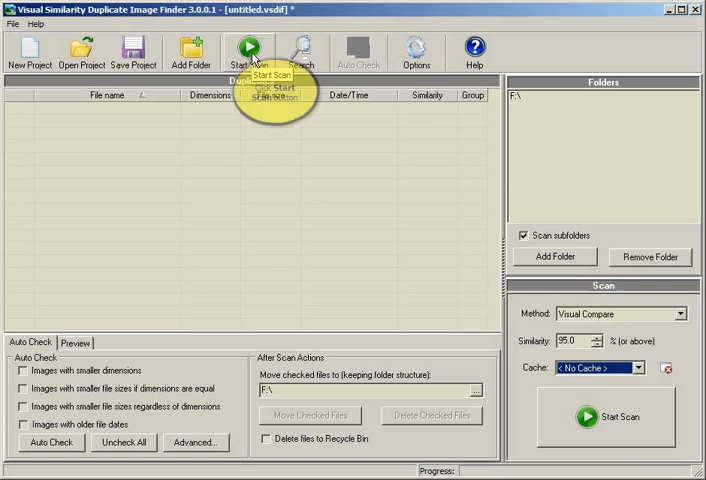 Visual Similarity Duplicate Image Finder 3.0.0.1 - [untitled.vsdif] *
File Help
New Project Open Project Save Project Add Folder Start Scan Search Auto Check Options Help
Start Scan
Click Start
Scan button
Duplicates
File name Dimensions File size Date/Time Similarity Group
Folders
F:\
Scan subfolders
Add Folder Remove Folder
Scan
Method: Visual Compare
Similarity: 95.0 % (or above)
Cache: < No Cache >
Start Scan
Auto Check Preview
Auto Check
Images with smaller dimensions
Images with smaller file sizes if dimensions are equal
Images with smaller file sizes regardless of dimensions
Images with older file dates
Auto Check Uncheck All Advanced...
After Scan Actions
Move checked files to (keeping folder structure):
F:\ ...
Move Checked Files Delete Checked Files
Delete files to Recycle Bin
Progress: